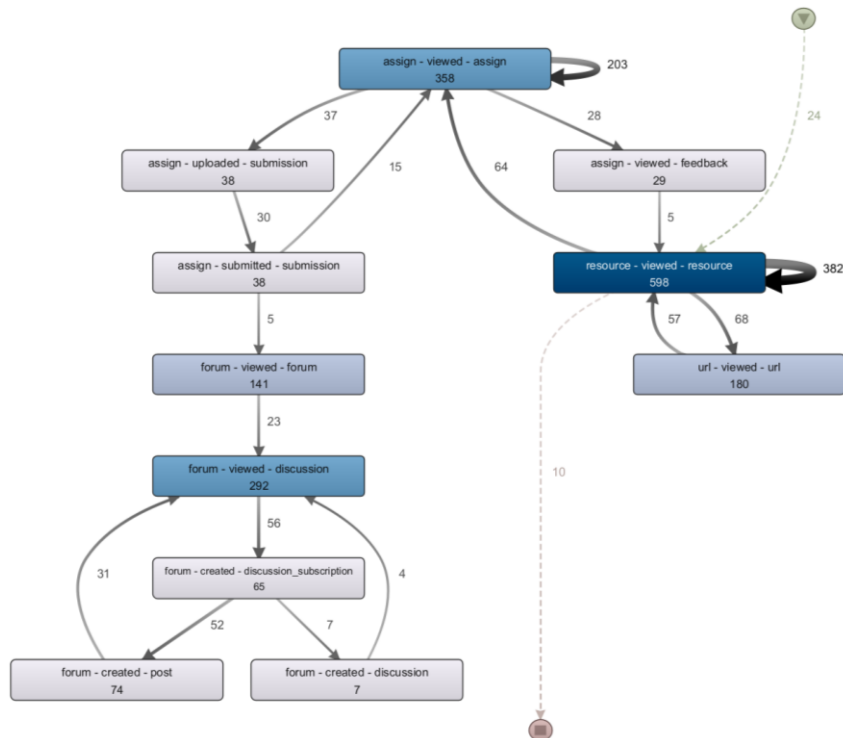 assign - viewed - assign
358
203
37
28
24
assign - uploaded - submission
38
15
64
assign - viewed - feedback
29
30
5
assign - submitted - submission
38
resource - viewed - resource
598
382
5
57
68
forum - viewed - forum
141
url - viewed - url
180
23
forum - viewed - discussion
292
10
56
forum - created - discussion_subscription
65
31
4
52
7
forum - created - post
74
forum - created - discussion
7